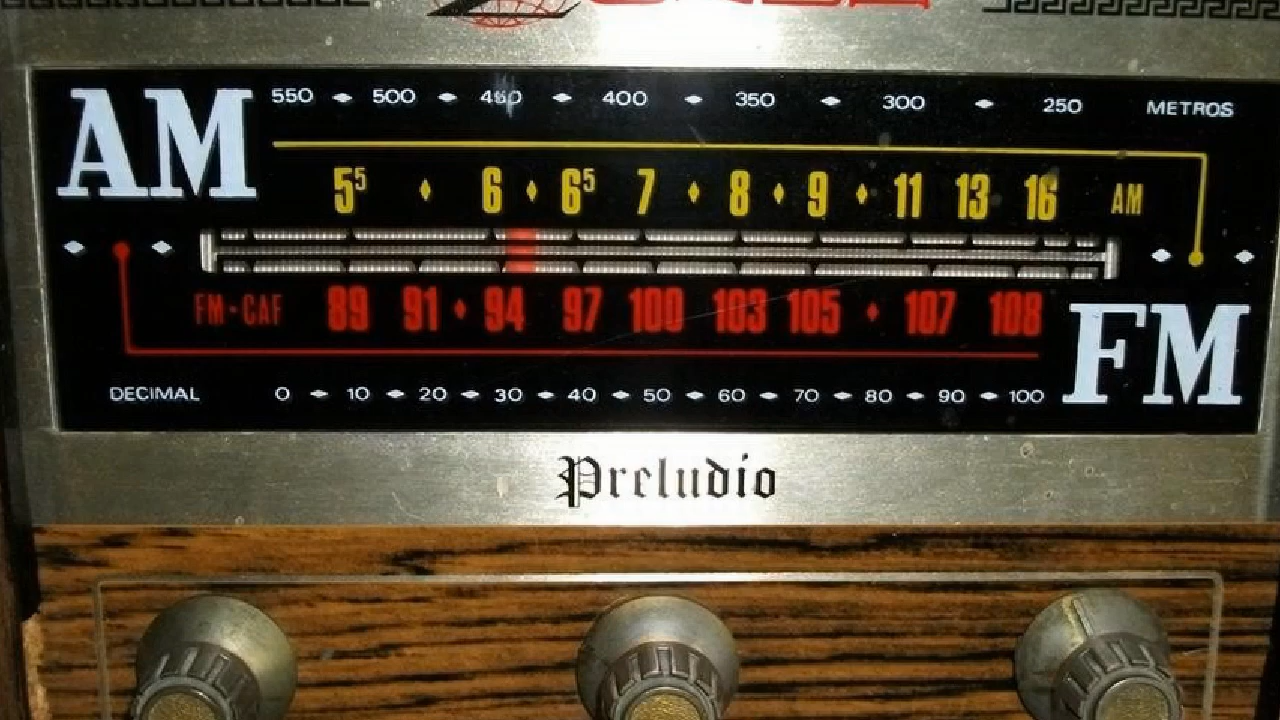 AM 550 500 450 400 350 300 250 METROS
5⁵ 6 6⁵ 7 8 9 11 13 16 AM
FM-CAF 89 91 94 97 100 103 105 107 108
DECIMAL 0 10 20 30 40 50 60 70 80 90 100 FM
Preludio